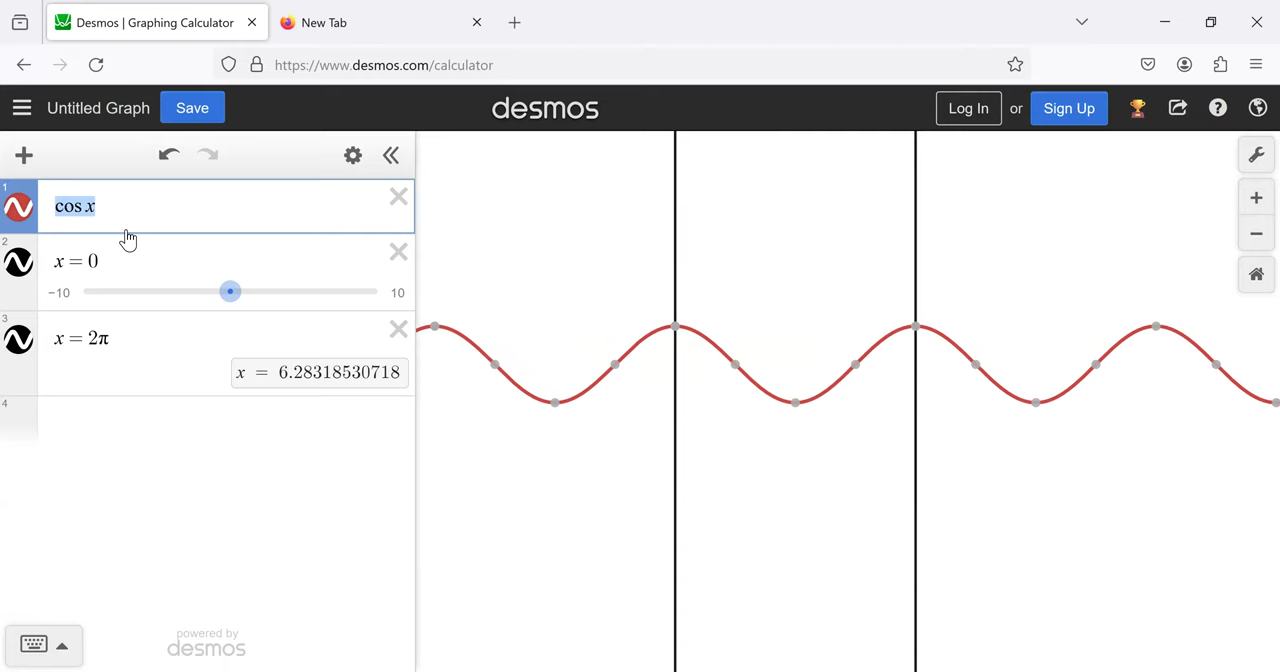 Desmos | Graphing Calculator
New Tab
https://www.desmos.com/calculator
Untitled Graph
Save
desmos
Log In or Sign Up
1
cos x
2
x = 0
−10
10
3
x = 2π
x = 6.28318530718
4
powered by
desmos